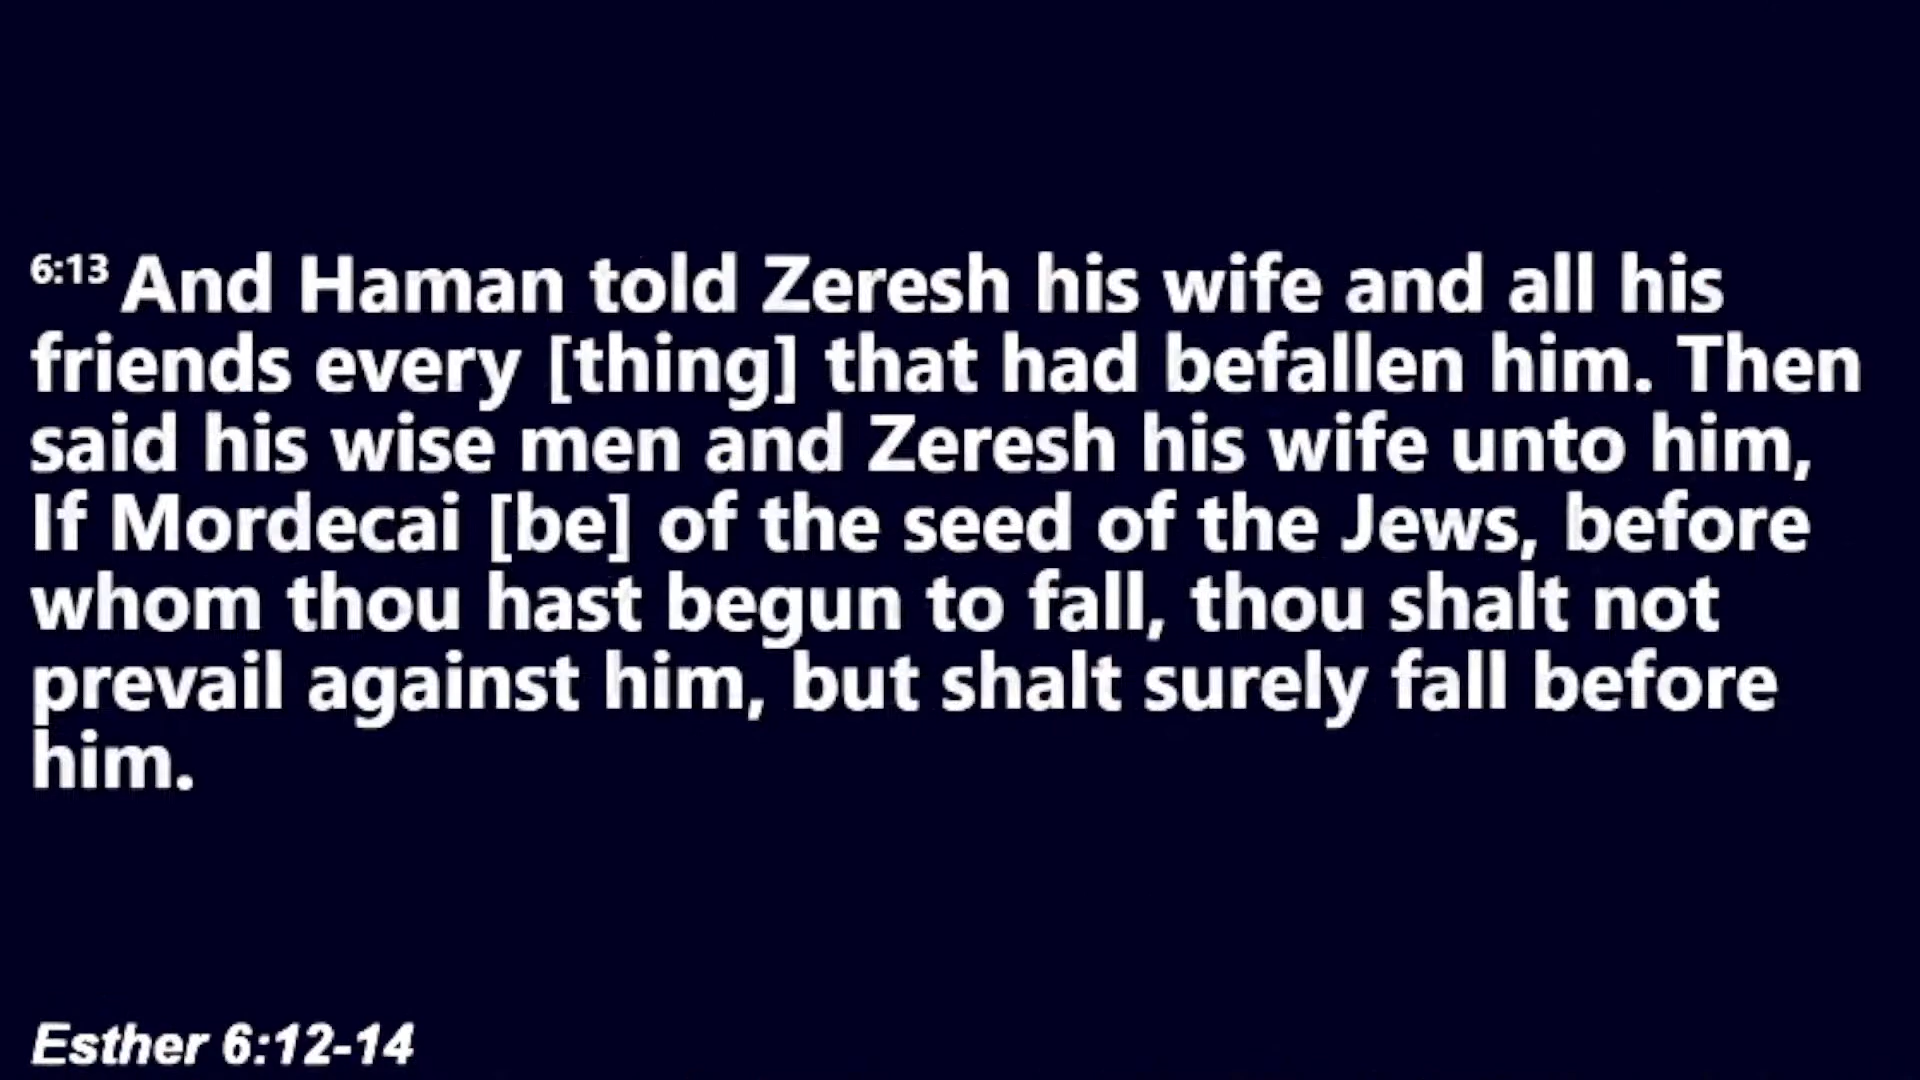 6:13 And Haman told Zeresh his wife and all his
friends every [thing] that had befallen him. Then
said his wise men and Zeresh his wife unto him,
If Mordecai [be] of the seed of the Jews, before
whom thou hast begun to fall, thou shalt not
prevail against him, but shalt surely fall before
him.
Esther 6:12-14